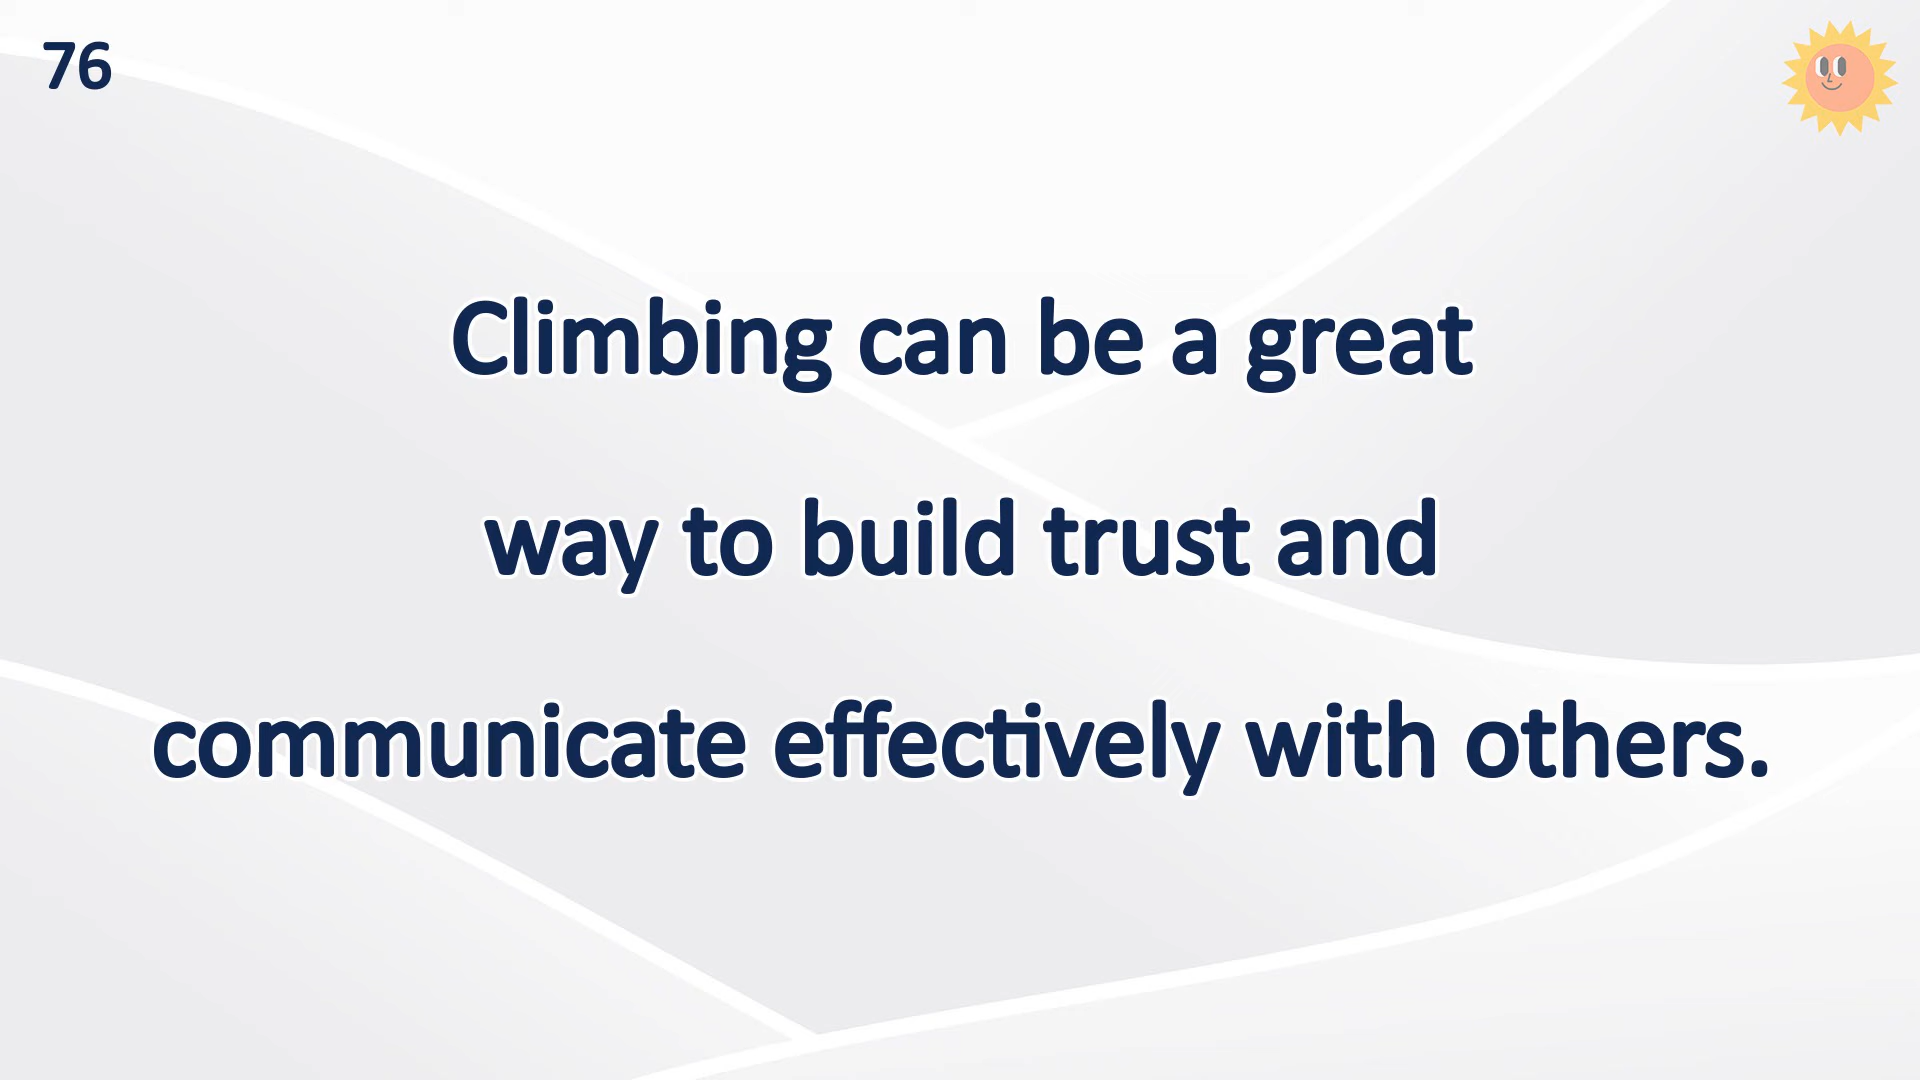 76
Climbing can be a great
way to build trust and
communicate effectively with others.